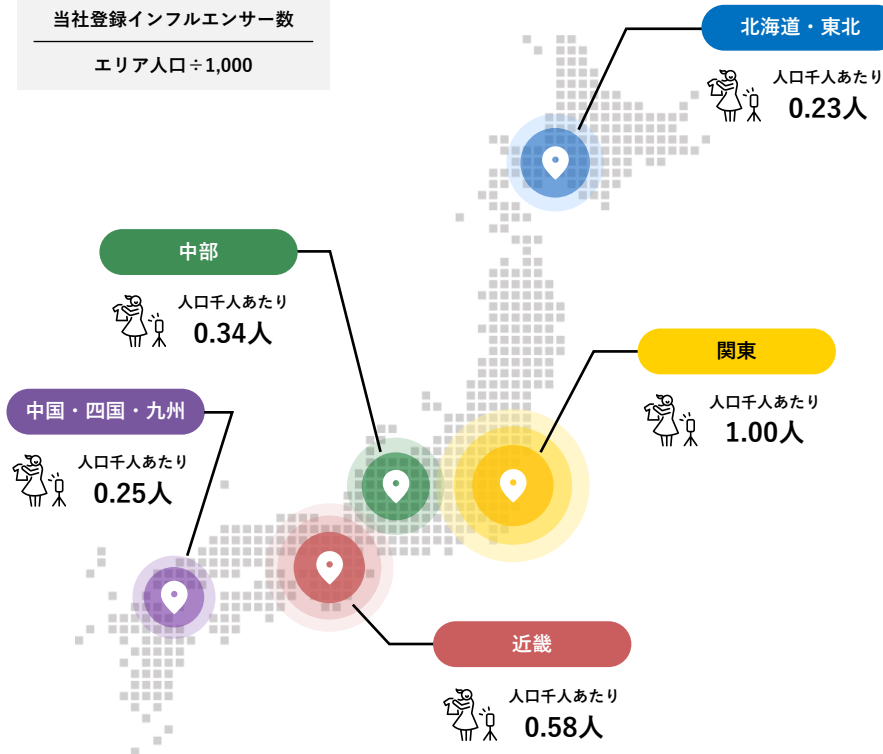 当社登録インフルエンサー数
エリア人口÷1,000
北海道・東北
人口千人あたり
0.23人
中部
人口千人あたり
0.34人
関東
人口千人あたり
1.00人
中国・四国・九州
人口千人あたり
0.25人
近畿
人口千人あたり
0.58人